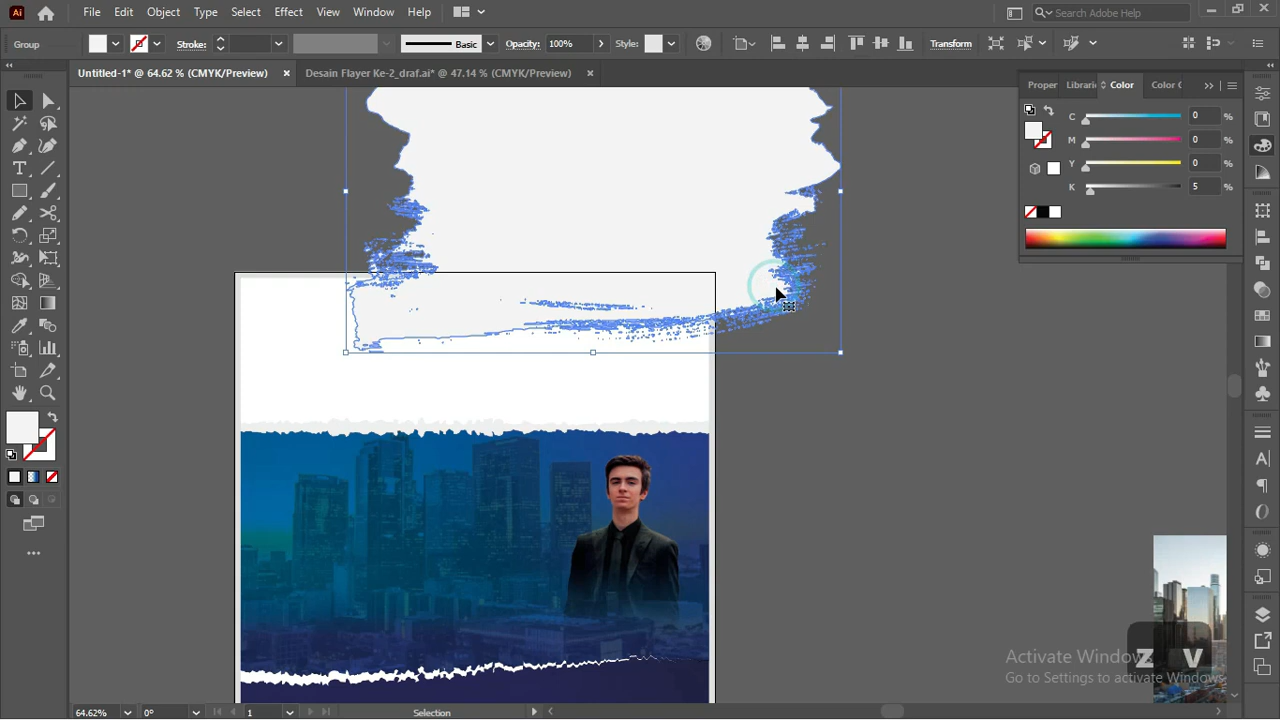 Ai File Edit Object Type Select Effect View Window Help Search Adobe Help
Group Stroke: Basic Opacity: 100% Style: Transform
Untitled-1* @ 64.62 % (CMYK/Preview) × Desain Flayer Ke-2_draf.ai* @ 47.14 % (CMYK/Preview) ×
Proper Librari Color Color C
C 0 %
M 0 %
Y 0 %
K 5 %
Z V
Activate Windows
Go to Settings to activate Windows.
64.62% 0° 1 Selection